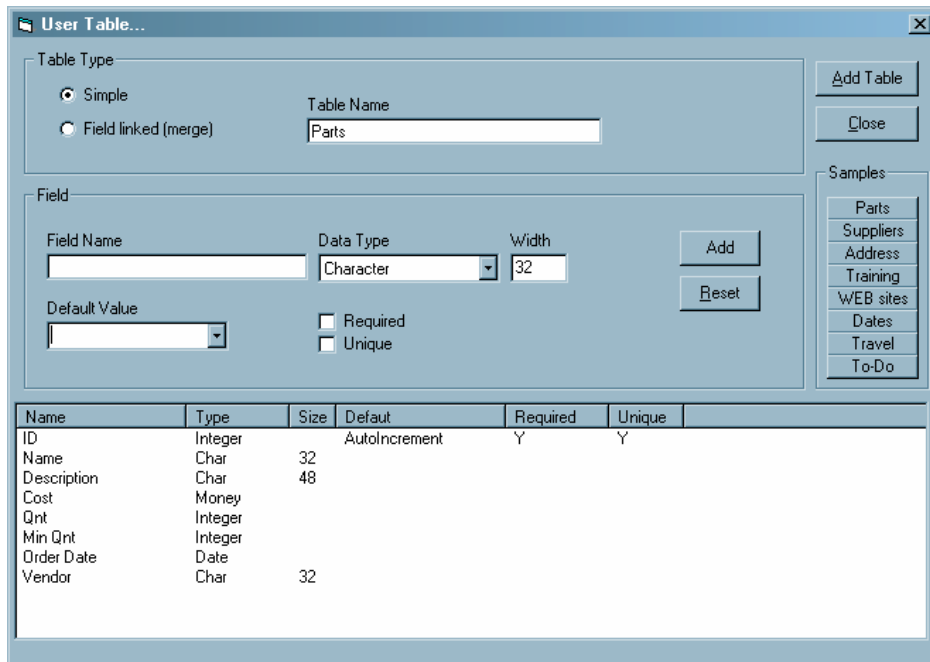 User Table...
Table Type
Simple
Field linked (merge)
Table Name
Parts
Add Table
Close
Field
Field Name
Data Type
Width
Character
32
Add
Reset
Default Value
Required
Unique
Samples
Parts
Suppliers
Address
Training
WEB sites
Dates
Travel
To-Do
Name Type Size Defaut Required Unique
ID Integer AutoIncrement Y Y
Name Char 32
Description Char 48
Cost Money
Qnt Integer
Min Qnt Integer
Order Date Date
Vendor Char 32